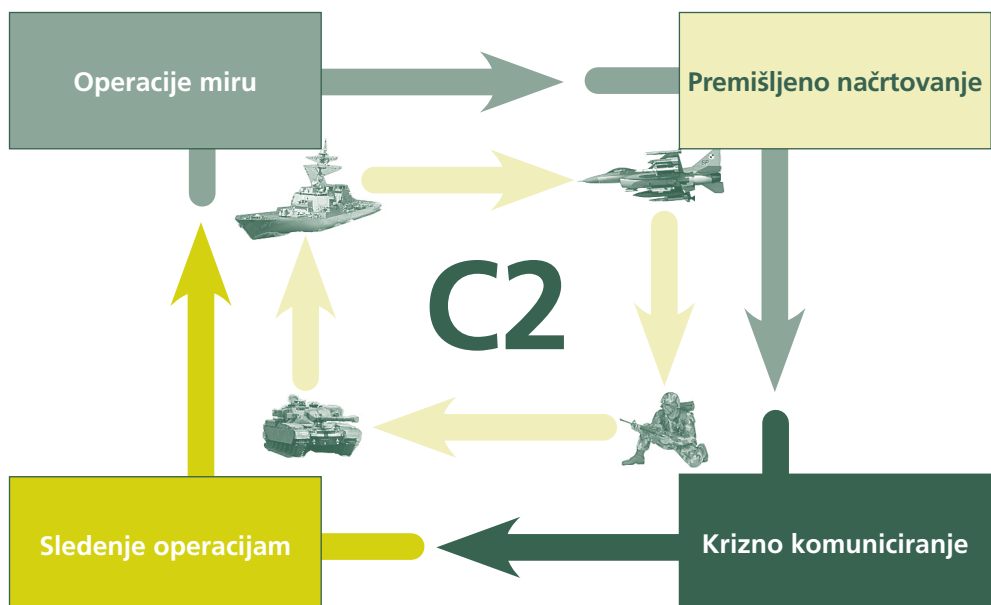 Operacije miru
Premišljeno načrtovanje
C2
Sledenje operacijam
Krizno komuniciranje